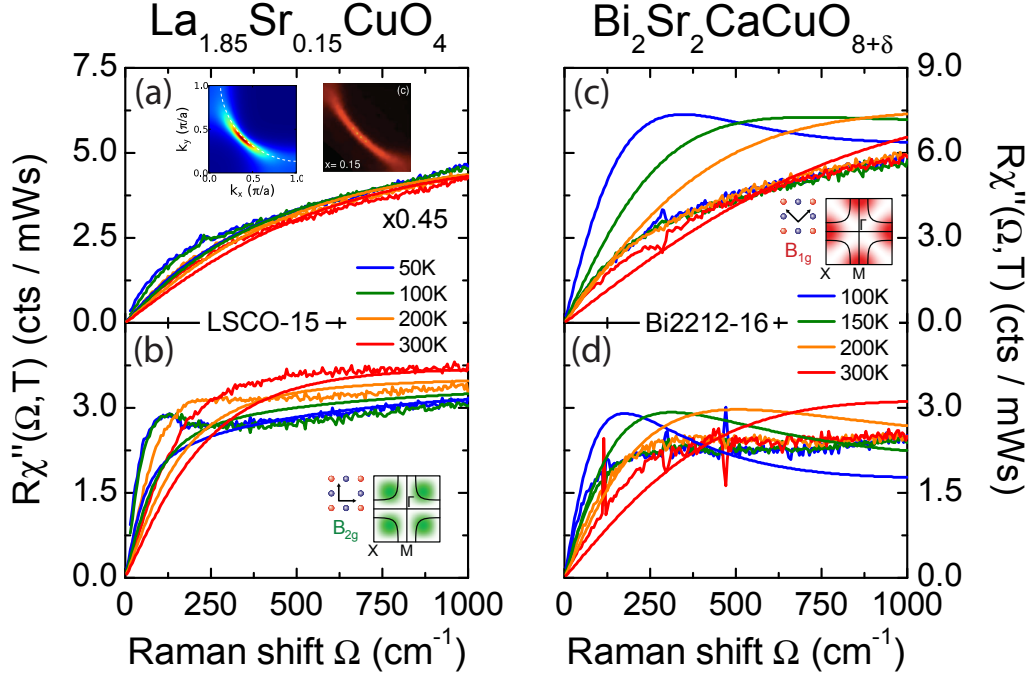 La1.85Sr0.15CuO4
Bi2Sr2CaCuO8+δ
Rχ''(Ω,T) (cts / mWs)
7.5
5.0
2.5
0.0
(a)
ky (π/a)
1.0
0.5
0.0
0.0 0.5 1.0
kx (π/a)
(c)
x= 0.15
x0.45
50K
100K
200K
300K
LSCO-15
(b)
3.0
1.5
0.0
B2g
Γ
X M
0 250 500 750 1000
Raman shift Ω (cm-1)
(c)
9.0
6.0
3.0
0.0
B1g
Γ
X M
100K
150K
200K
300K
Bi2212-16
(d)
3.0
1.5
0.0
0 250 500 750 1000
Raman shift Ω (cm-1)
Rχ''(Ω,T) (cts / mWs)